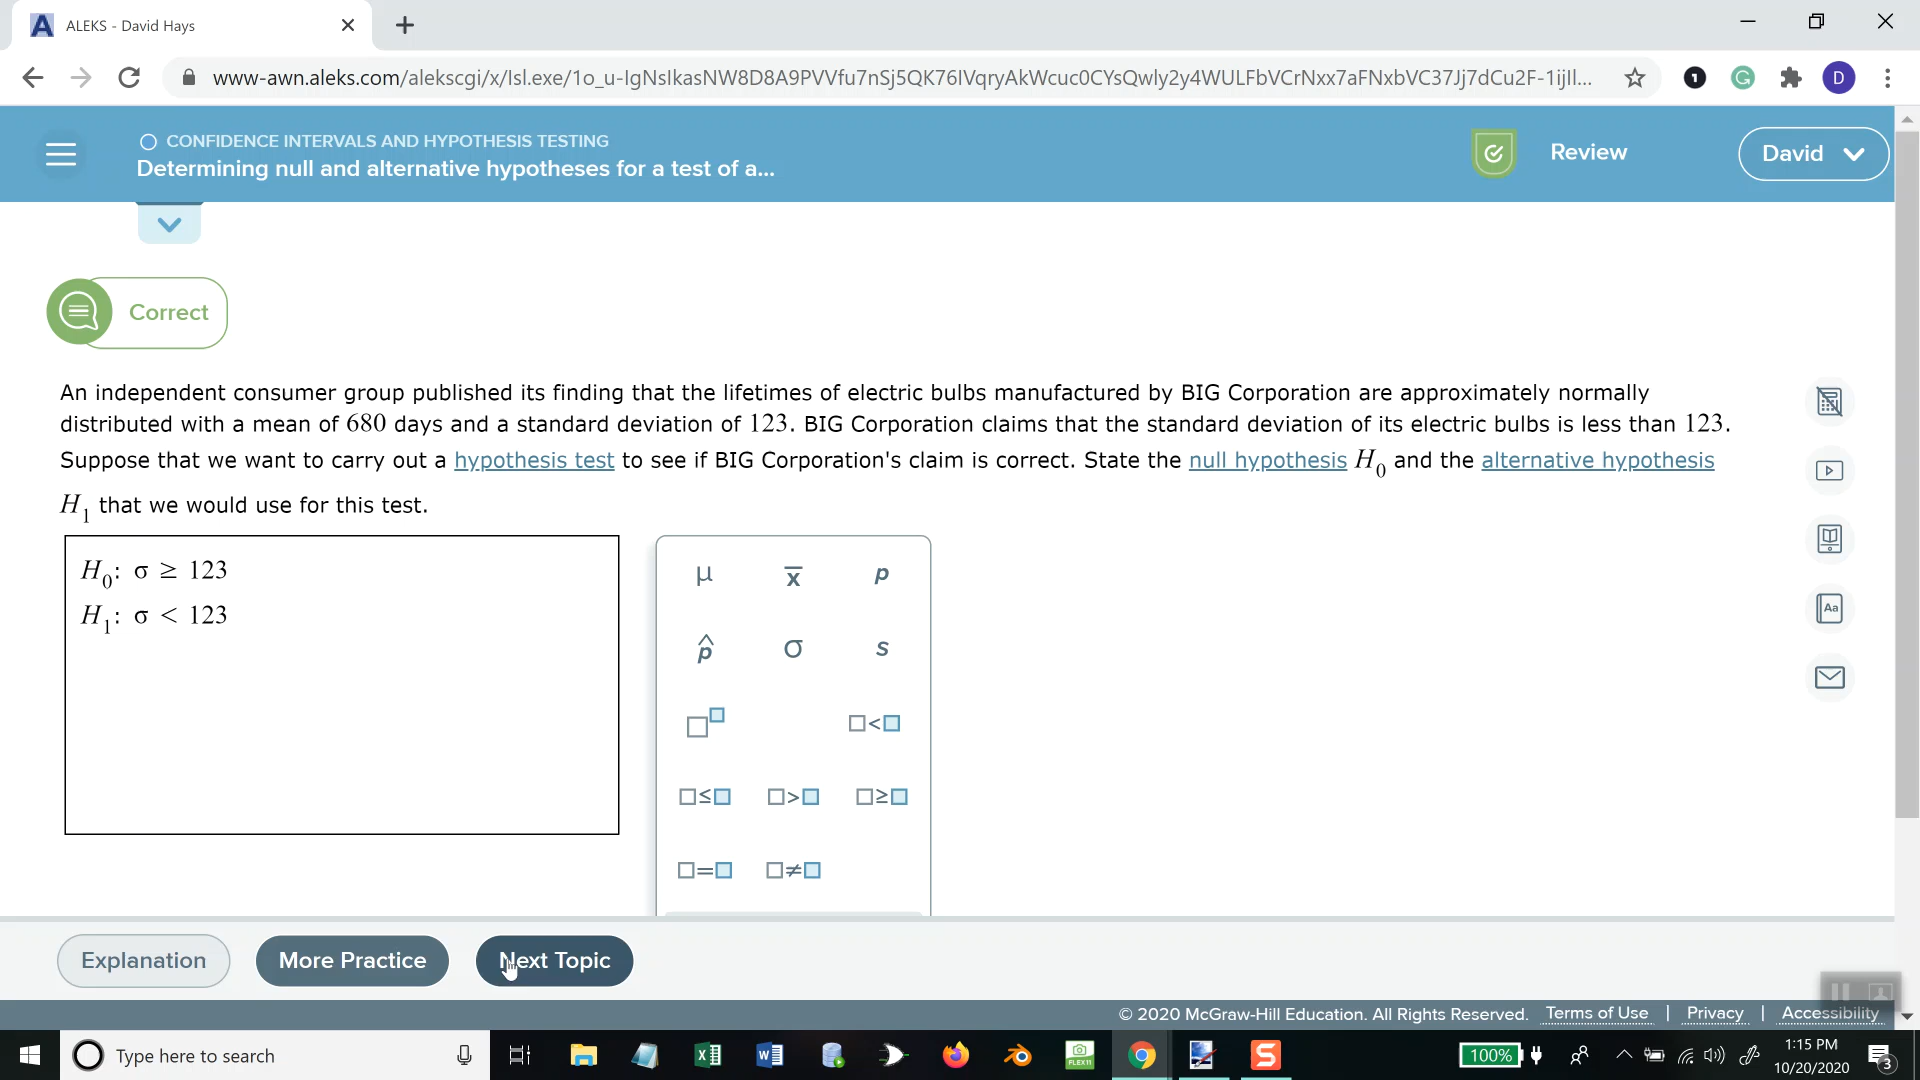 ALEKS - David Hays
www-awn.aleks.com/alekscgi/x/Isl.exe/1o_u-IgNsIkasNW8D8A9PVVfu7nSj5QK76IVqryAkWcuc0CYsQwly2y4WULFbVCrNxx7aFNxbVC37Jj7dCu2F-1ijIl...
D
CONFIDENCE INTERVALS AND HYPOTHESIS TESTING
Determining null and alternative hypotheses for a test of a...
Review
David
Correct
An independent consumer group published its finding that the lifetimes of electric bulbs manufactured by BIG Corporation are approximately normally
distributed with a mean of 680 days and a standard deviation of 123. BIG Corporation claims that the standard deviation of its electric bulbs is less than 123.
Suppose that we want to carry out a hypothesis test to see if BIG Corporation's claim is correct. State the null hypothesis H0 and the alternative hypothesis
H1 that we would use for this test.
H0: σ ≥ 123
H1: σ < 123
μ x̅ p
p̂ σ s
□□ □<□
□≤□ □>□ □≥□
□=□ □≠□
Aa
Explanation More Practice Next Topic
© 2020 McGraw-Hill Education. All Rights Reserved. Terms of Use | Privacy | Accessibility
Type here to search
100%
1:15 PM
10/20/2020
3